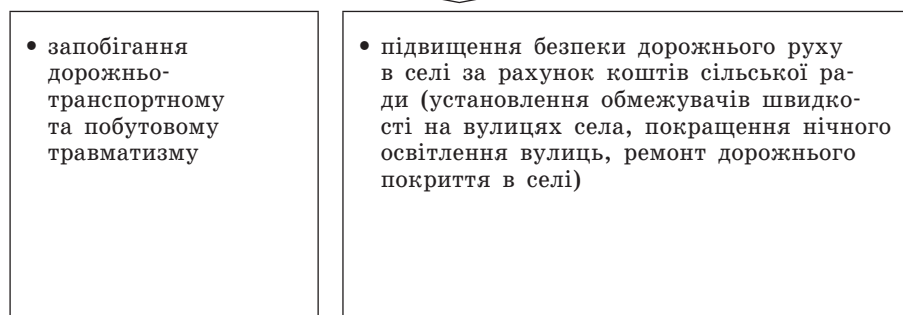 • запобігання
дорожньо-
транспортному
та побутовому
травматизму
• підвищення безпеки дорожнього руху
в селі за рахунок коштів сільської ра-
ди (установлення обмежувачів швидко-
сті на вулицях села, покращення нічного
освітлення вулиць, ремонт дорожнього
покриття в селі)